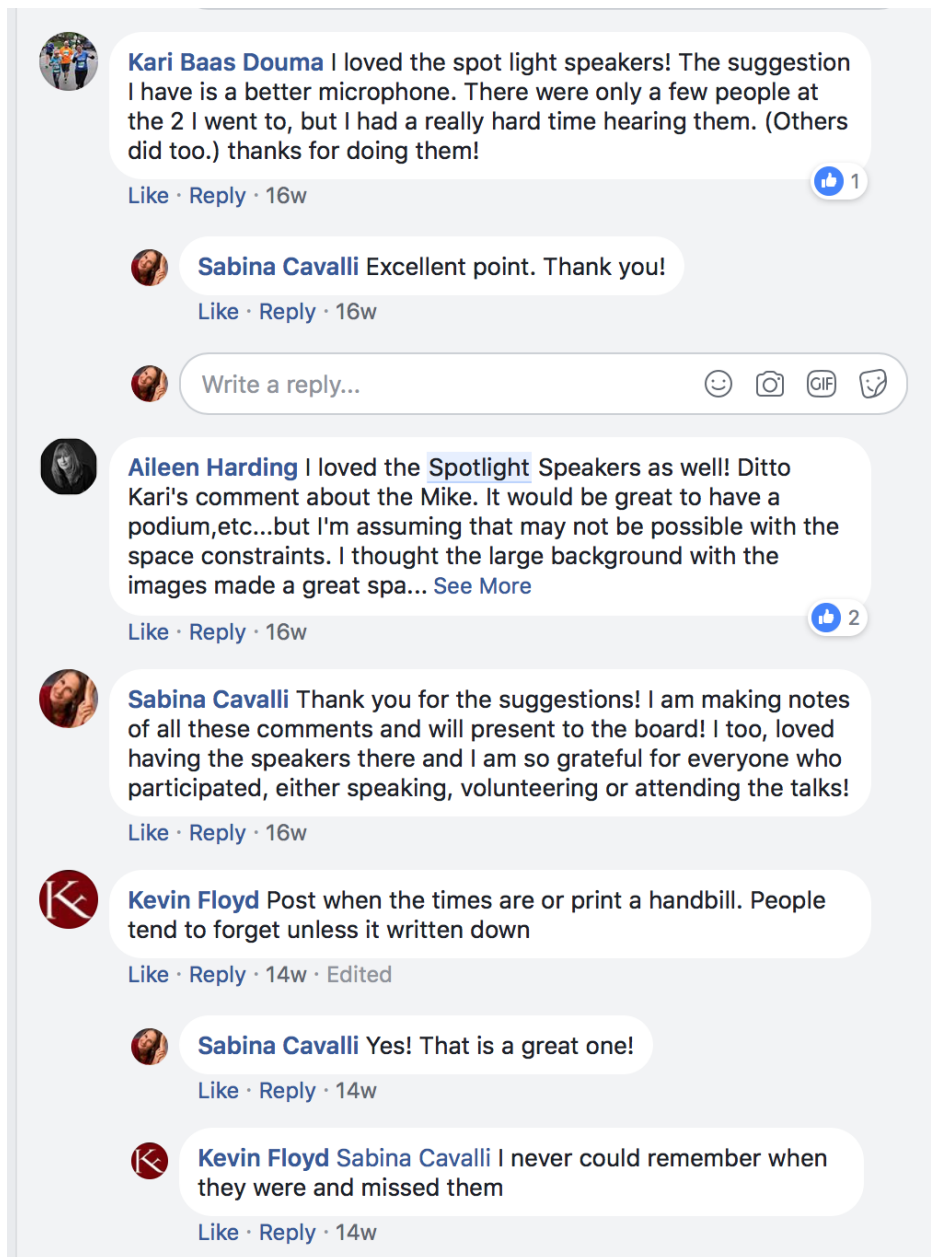 Kari Baas Douma I loved the spot light speakers! The suggestion
I have is a better microphone. There were only a few people at
the 2 I went to, but I had a really hard time hearing them. (Others
did too.) thanks for doing them!
1
Like · Reply · 16w
Sabina Cavalli Excellent point. Thank you!
Like · Reply · 16w
Write a reply...
GIF
Aileen Harding I loved the Spotlight Speakers as well! Ditto
Kari's comment about the Mike. It would be great to have a
podium,etc...but I'm assuming that may not be possible with the
space constraints. I thought the large background with the
images made a great spa... See More
2
Like · Reply · 16w
Sabina Cavalli Thank you for the suggestions! I am making notes
of all these comments and will present to the board! I too, loved
having the speakers there and I am so grateful for everyone who
participated, either speaking, volunteering or attending the talks!
Like · Reply · 16w
Kevin Floyd Post when the times are or print a handbill. People
tend to forget unless it written down
Like · Reply · 14w · Edited
Sabina Cavalli Yes! That is a great one!
Like · Reply · 14w
Kevin Floyd Sabina Cavalli I never could remember when
they were and missed them
Like · Reply · 14w